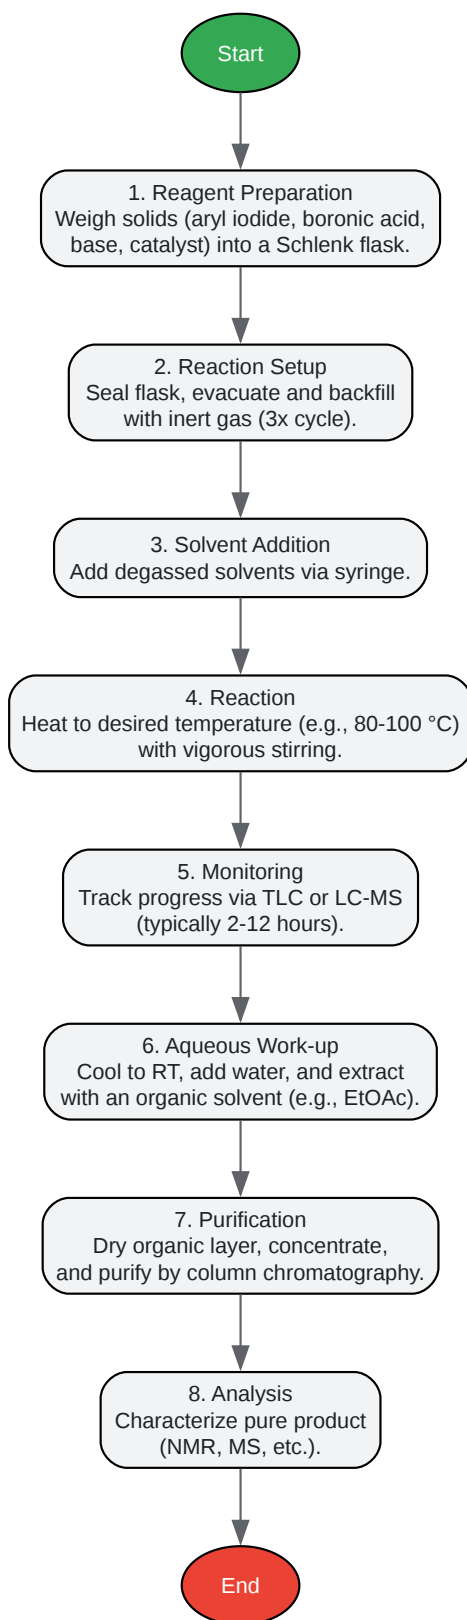 Start
1. Reagent Preparation
Weigh solids (aryl iodide, boronic acid,
base, catalyst) into a Schlenk flask.
2. Reaction Setup
Seal flask, evacuate and backfill
with inert gas (3x cycle).
3. Solvent Addition
Add degassed solvents via syringe.
4. Reaction
Heat to desired temperature (e.g., 80-100 °C)
with vigorous stirring.
5. Monitoring
Track progress via TLC or LC-MS
(typically 2-12 hours).
6. Aqueous Work-up
Cool to RT, add water, and extract
with an organic solvent (e.g., EtOAc).
7. Purification
Dry organic layer, concentrate,
and purify by column chromatography.
8. Analysis
Characterize pure product
(NMR, MS, etc.).
End